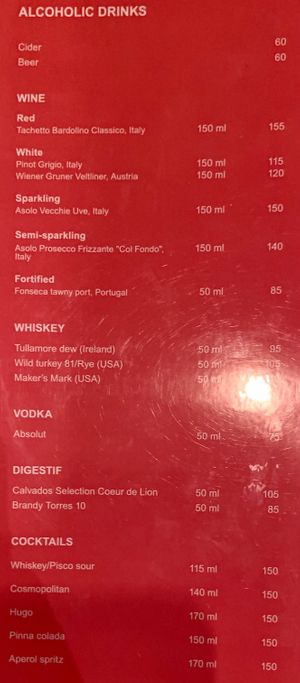 ALCOHOLIC DRINKS
Cider 60
Beer 60
WINE
Red
Tachetto Bardolino Classico, Italy 150 ml 155
White
Pinot Grigio, Italy 150 ml 115
Wiener Gruner Veltliner, Austria 150 ml 120
Sparkling
Asolo Vecchie Uve, Italy 150 ml 150
Semi-sparkling
Asolo Prosecco Frizzante "Col Fondo", 150 ml 140
Italy
Fortified
Fonseca tawny port, Portugal 50 ml 85
WHISKEY
Tullamore dew (Ireland) 50 ml 95
Wild turkey 81/Rye (USA) 50 ml 105
Maker's Mark (USA) 50 ml
VODKA
Absolut 50 ml 75
DIGESTIF
Calvados Selection Coeur de Lion 50 ml 105
Brandy Torres 10 50 ml 85
COCKTAILS
Whiskey/Pisco sour 115 ml 150
Cosmopolitan 140 ml 150
Hugo 170 ml 150
Pinna colada 150 ml 150
Aperol spritz 170 ml 150